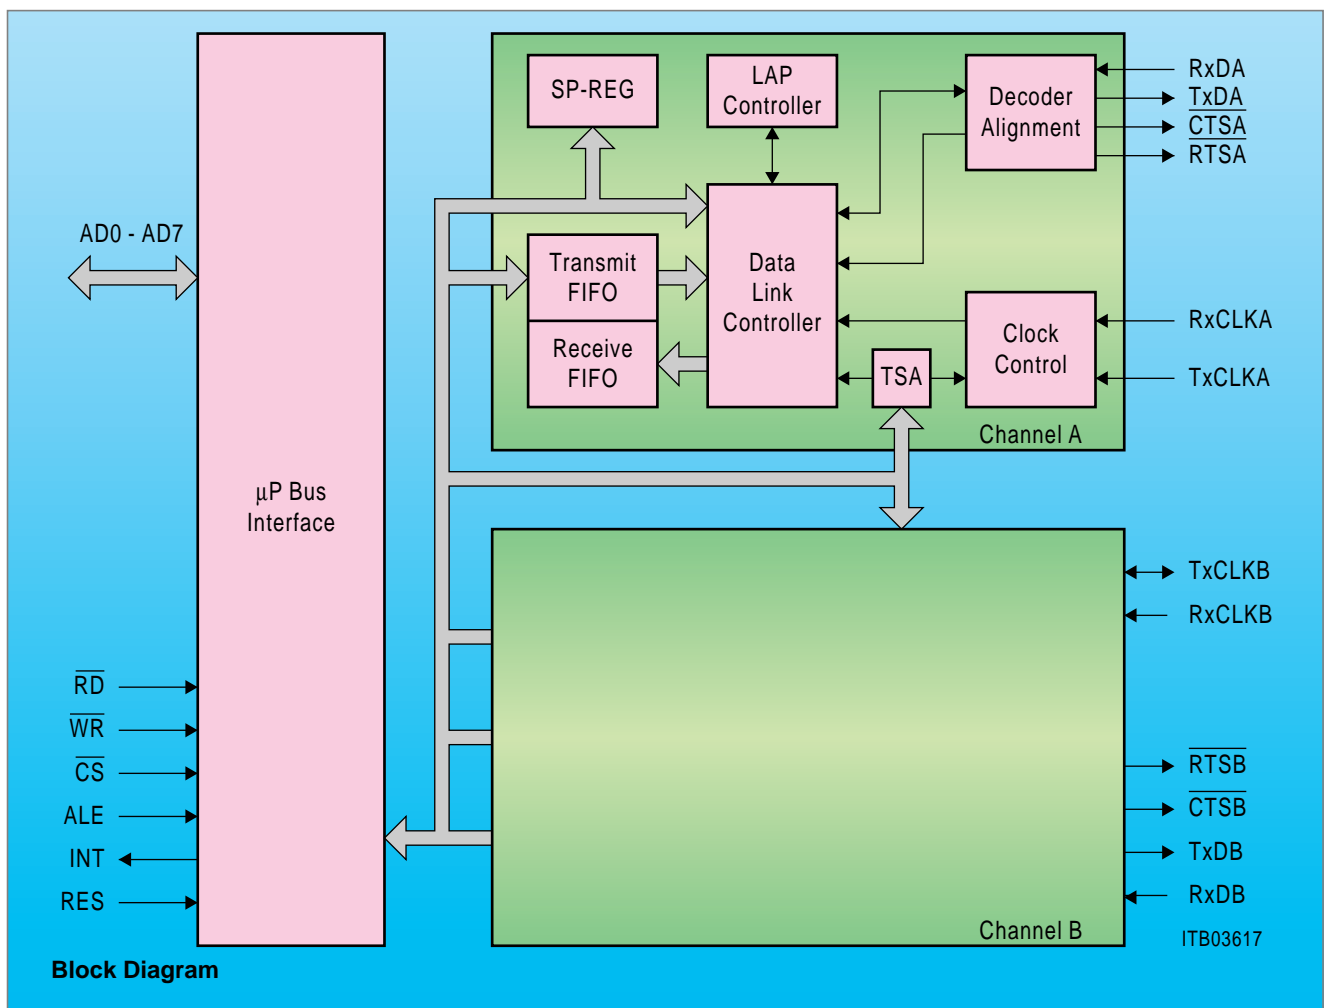 SP-REG
LAP
Controller
Decoder
Alignment
RxDA
TxDA
CTSA
RTSA
AD0 - AD7
Transmit
FIFO
Receive
FIFO
Data
Link
Controller
TSA
Clock
Control
RxCLKA
TxCLKA
Channel A
μP Bus
Interface
TxCLKB
RxCLKB
RD
WR
CS
ALE
INT
RES
RTSB
CTSB
TxDB
RxDB
Channel B
ITB03617
Block Diagram